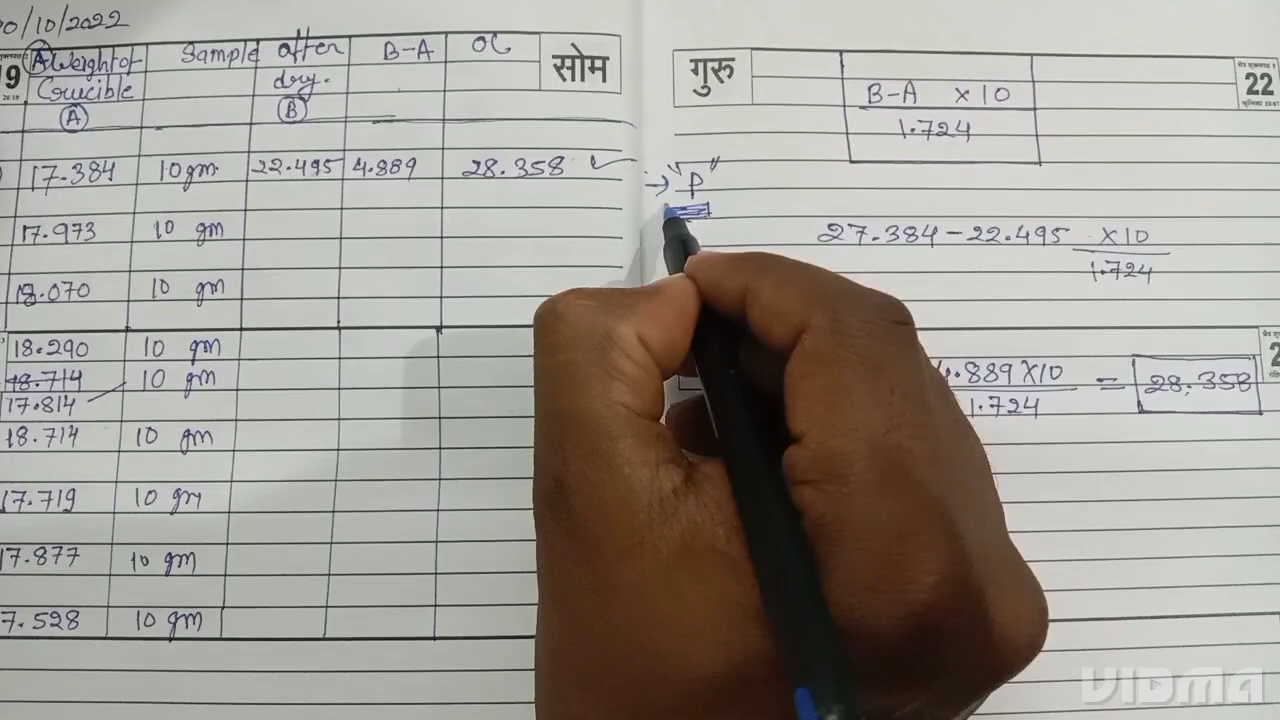 0/10/2022
A Weight of Sample after B-A OC
Crucible dry.
A B
19
2019
सोम
17.384 10gm. 22.495 4.889 28.358 ✓
17.973 10 gm
18.070 10 gm
18.290 10 gm
18.714 10 gm
17.814
18.714 10 gm
17.719 10 gm
17.877 10 gm
7.528 10 gm
गुरु
22
B-A × 10
1.724
→ "P"
27.384-22.495 ×10
1.724
4.889 ×10 = 28.358
1.724
VIDMA